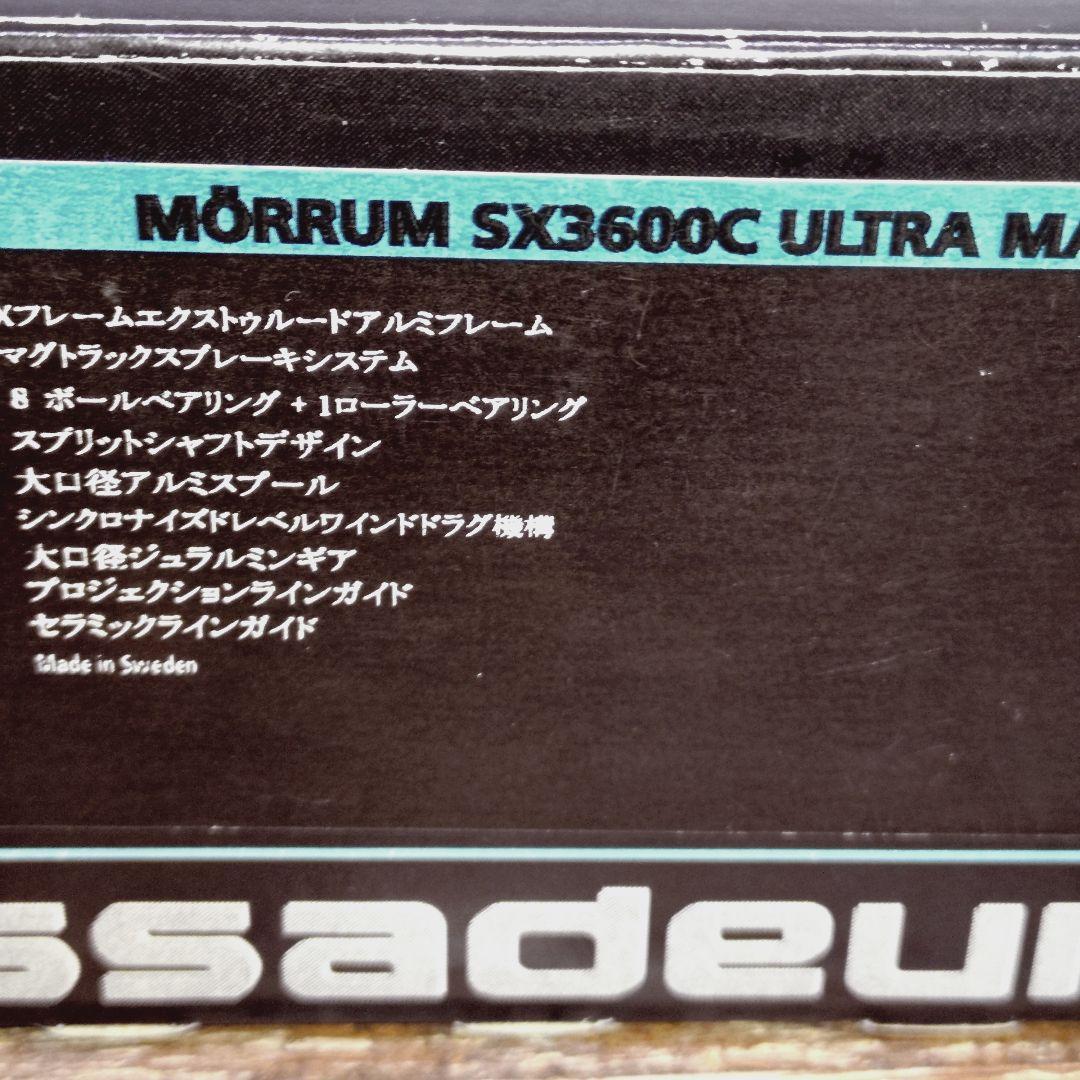 MÖRRUM SX3600C ULTRA MA
Xフレームエクストゥルードアルミフレーム
マグトラックスブレーキシステム
8 ボールベアリング + 1ローラーベアリング
スプリットシャフトデザイン
大口径アルミスプール
シンクロナイズドレベルワインドドラグ機構
大口径ジュラルミンギア
プロジェクションラインガイド
セラミックラインガイド
Made in Sweden
ssadeur